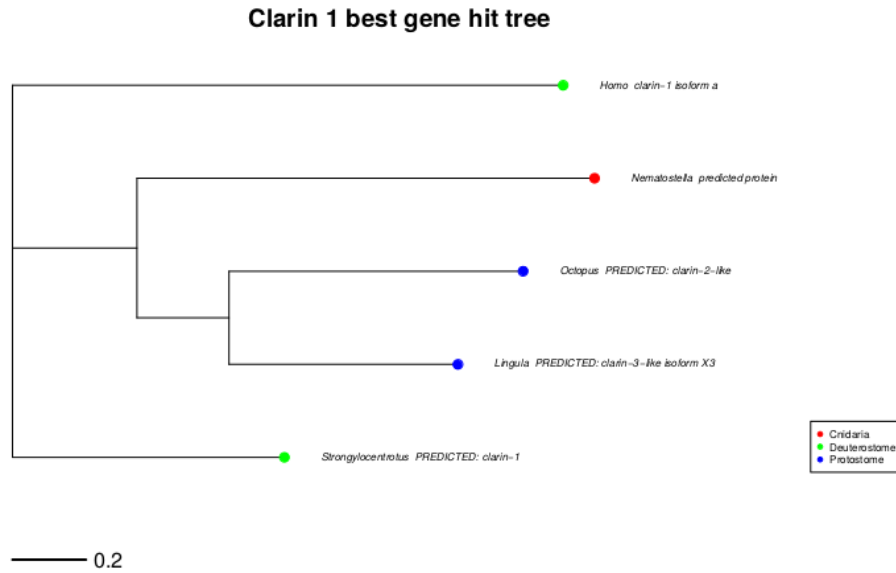 Clarin 1 best gene hit tree
Homo clarin-1 isoform a
Nematostella predicted protein
Octopus PREDICTED: clarin-2-like
Lingula PREDICTED: clarin-3-like isoform X3
Strongylocentrotus PREDICTED: clarin-1
Cnidaria
Deuterostome
Protostome
0.2